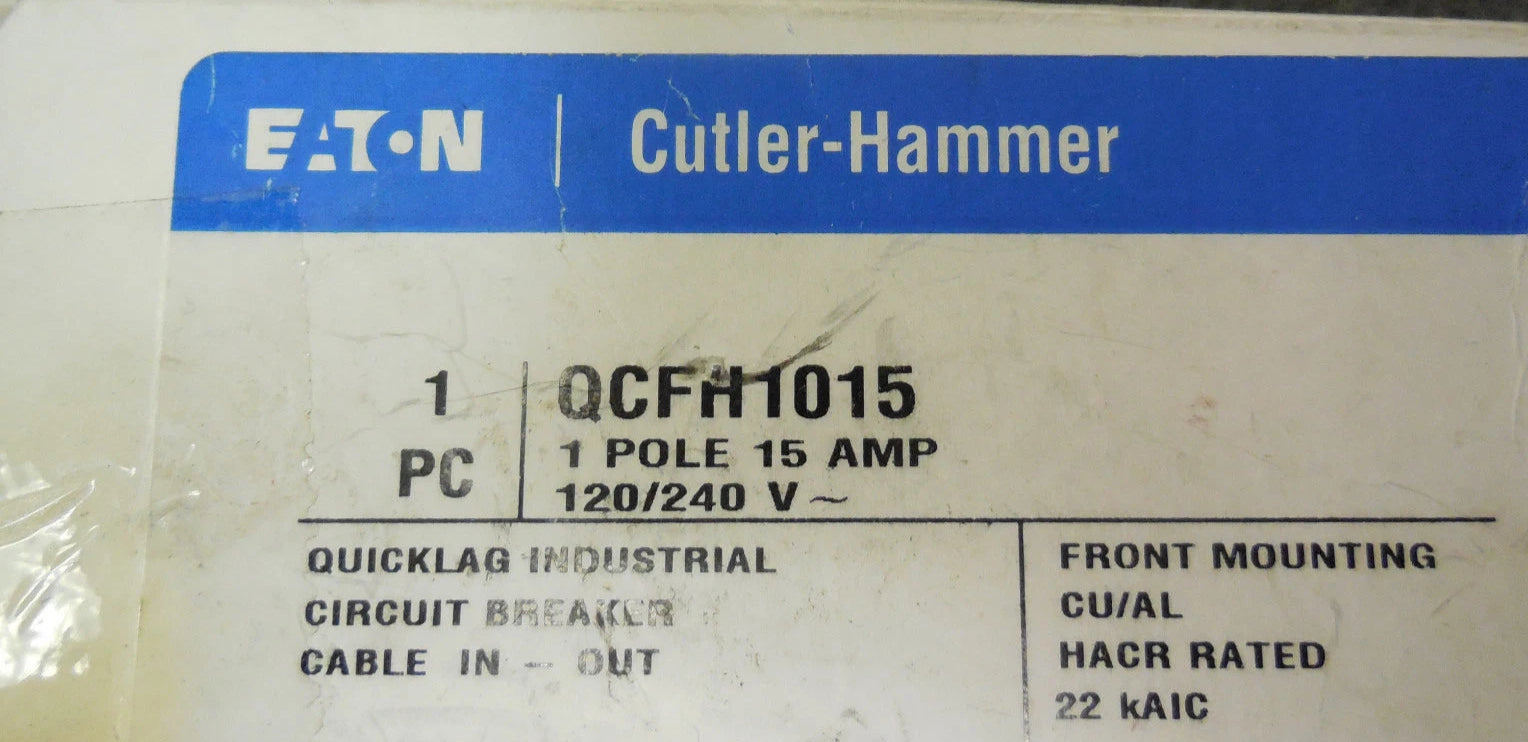 EATON | Cutler-Hammer
1 PC
QCFH1015
1 POLE 15 AMP
120/240 V ~
QUICKLAG INDUSTRIAL
CIRCUIT BREAKER
CABLE IN - OUT
FRONT MOUNTING
CU/AL
HACR RATED
22 kAIC